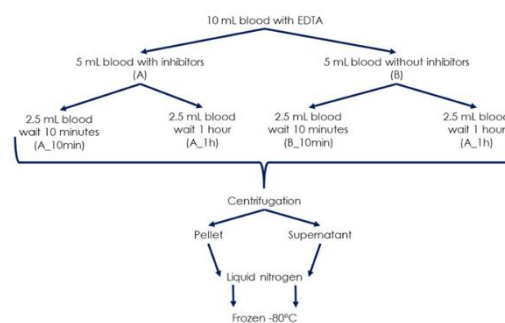 10 mL blood with EDTA
5 mL blood with inhibitors
(A)
5 mL blood without inhibitors
(B)
2.5 mL blood
wait 10 minutes
(A_10min)
2.5 mL blood
wait 1 hour
(A_1h)
2.5 mL blood
wait 10 minutes
(B_10min)
2.5 mL blood
wait 1 hour
(A_1h)
Centrifugation
Pellet
Supernatant
Liquid nitrogen
Frozen -80°C